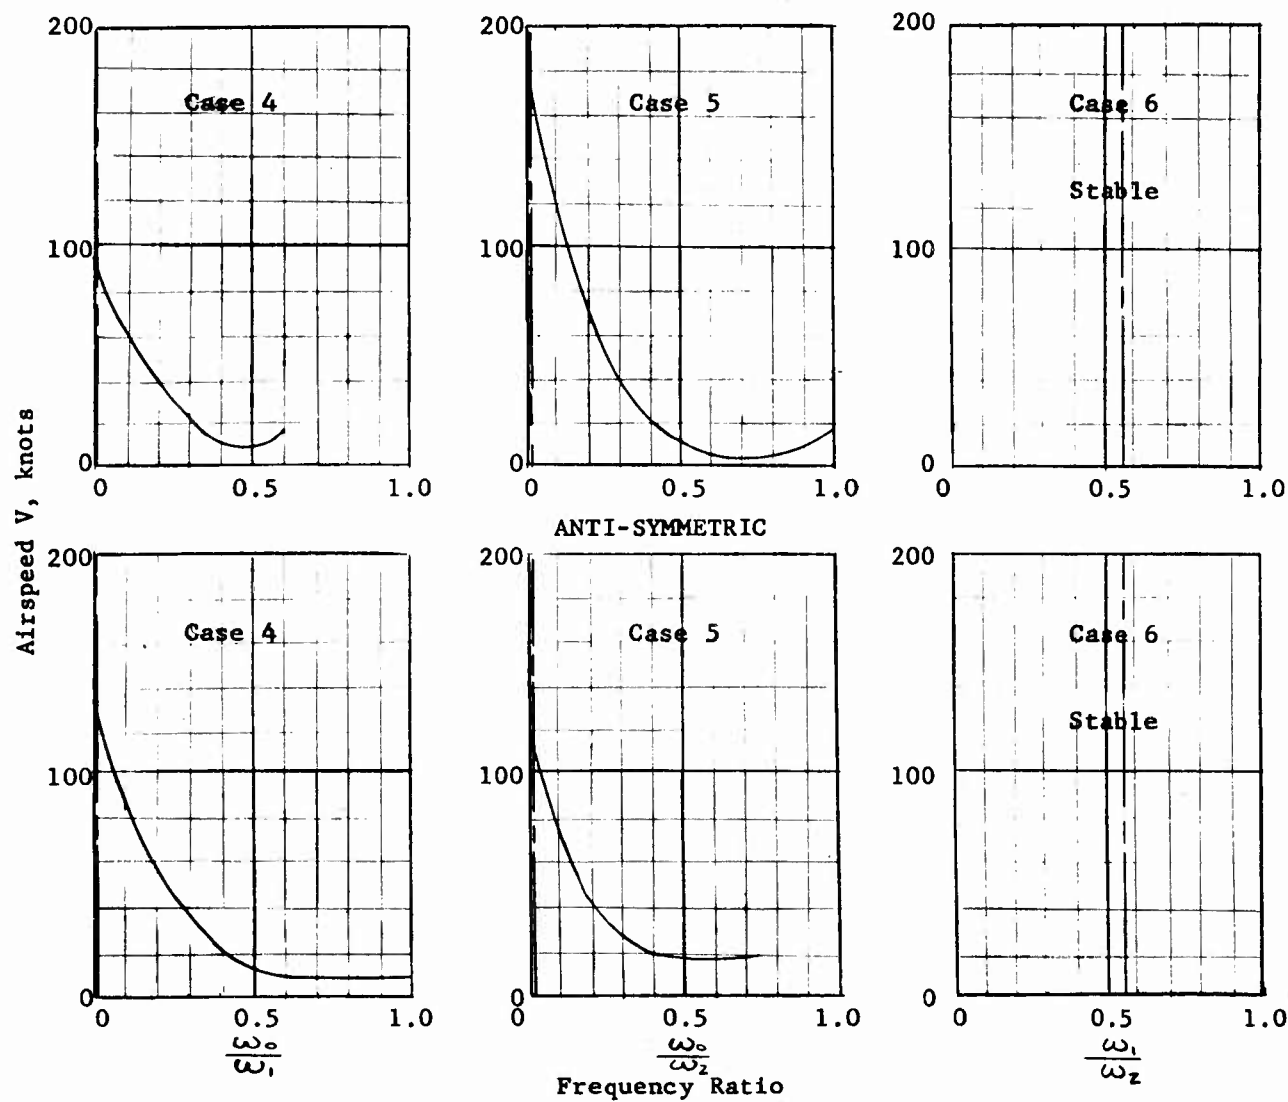 200 200 200
Case 4 Case 5 Case 6
Stable
100 100 100
Airspeed V, knots
0 0 0
0 0.5 1.0 0 0.5 1.0 0 0.5 1.0
ANTI-SYMMETRIC
200 200 200
Case 4 Case 5 Case 6
Stable
100 100 100
0 0 0
0 0.5 1.0 0 0.5 1.0 0 0.5 1.0
ω₀/ω₁ ω₀/ω₂ ω₁/ω₂
Frequency Ratio